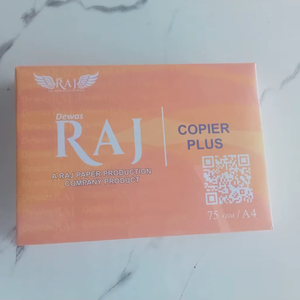 RAJ
Dewas
RAJ
COPIER
PLUS
A RAJ PAPER PRODUCTION
COMPANY PRODUCT
75 GSM / A4